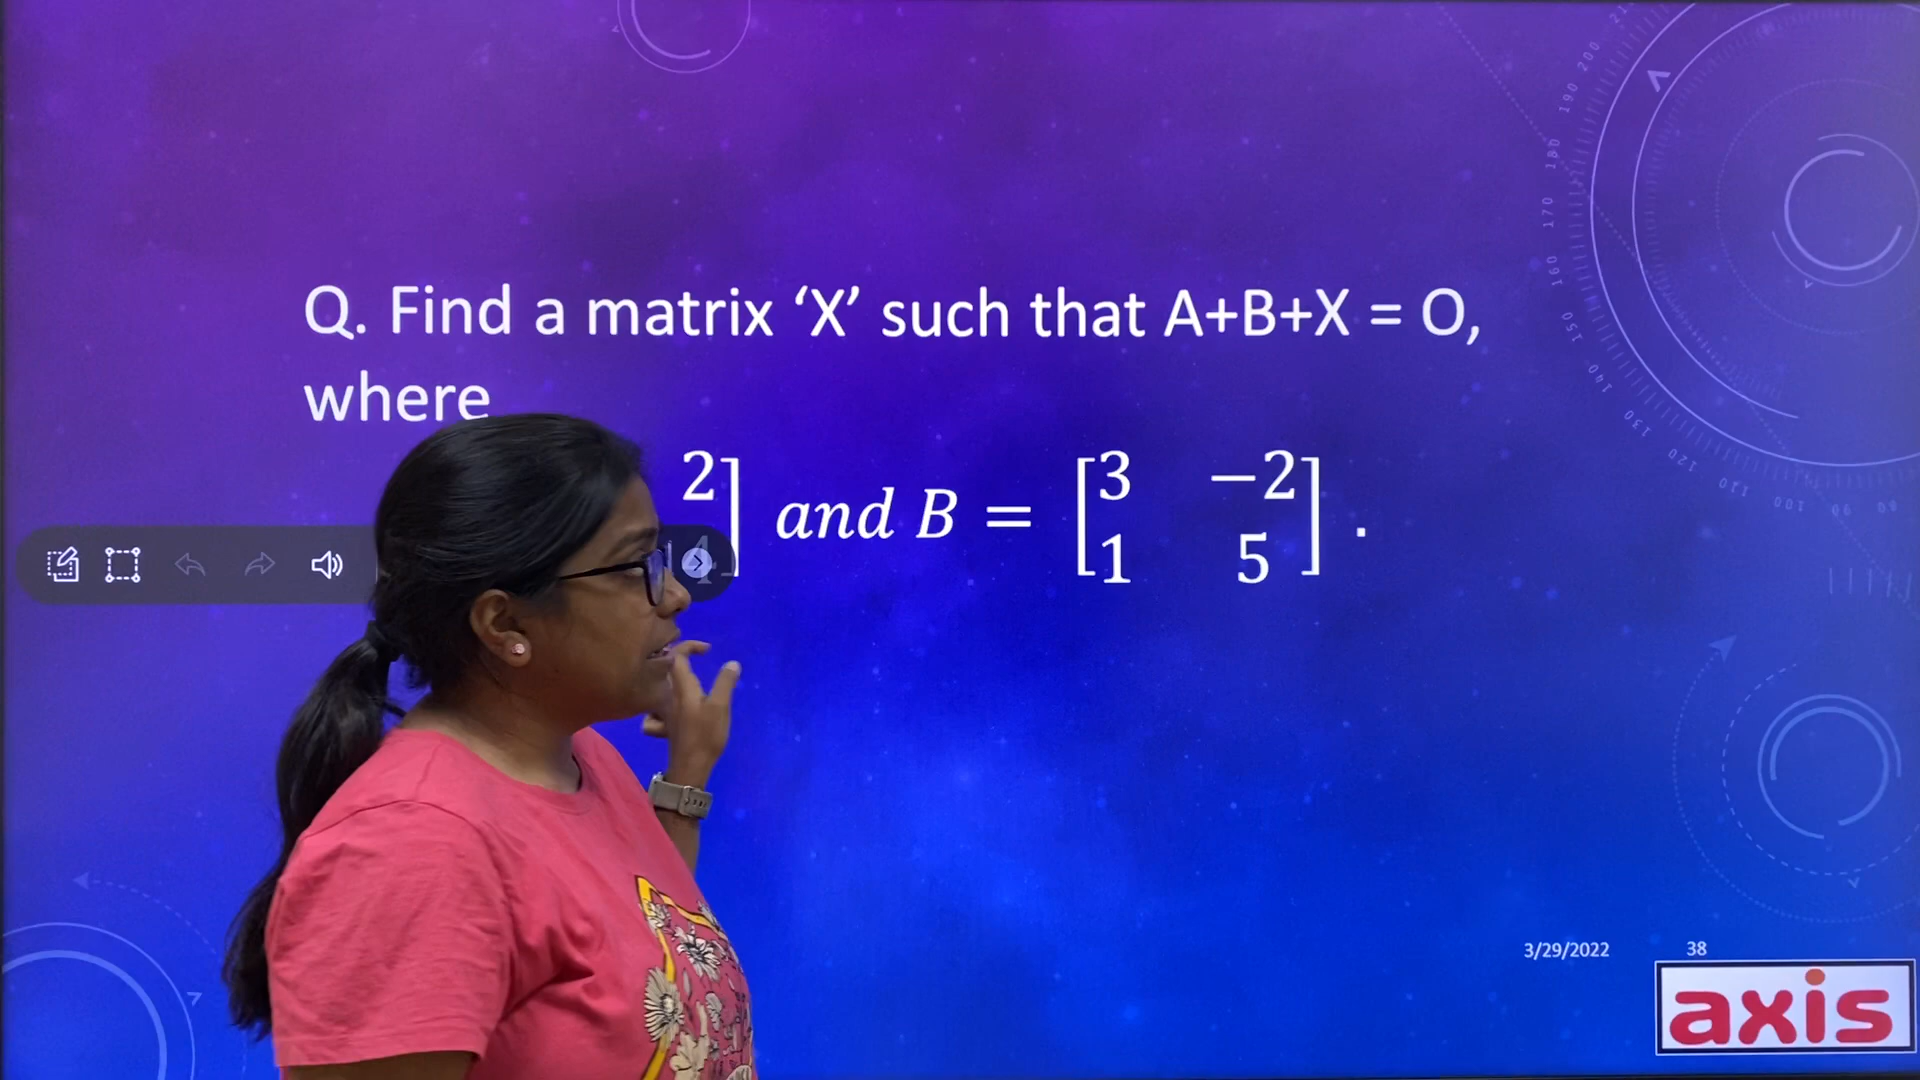 Q. Find a matrix ‘X’ such that A+B+X = O,
where
2] and B = [3 −2
1 5] .
3/29/2022 38
axis